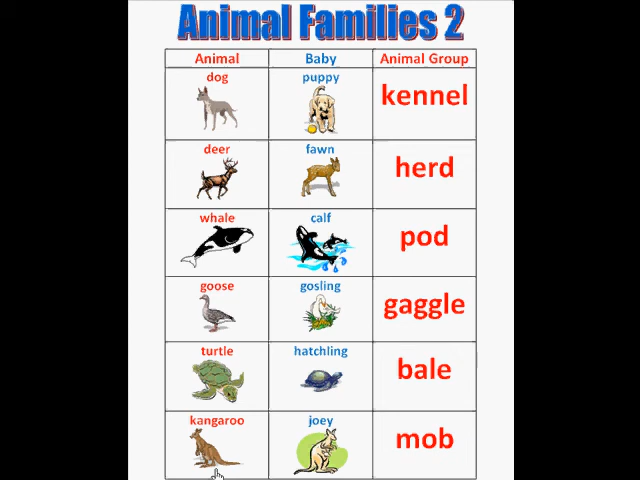 Animal Families 2
Animal Baby Animal Group
dog puppy kennel
deer fawn herd
whale calf pod
goose gosling gaggle
turtle hatchling bale
kangaroo joey mob